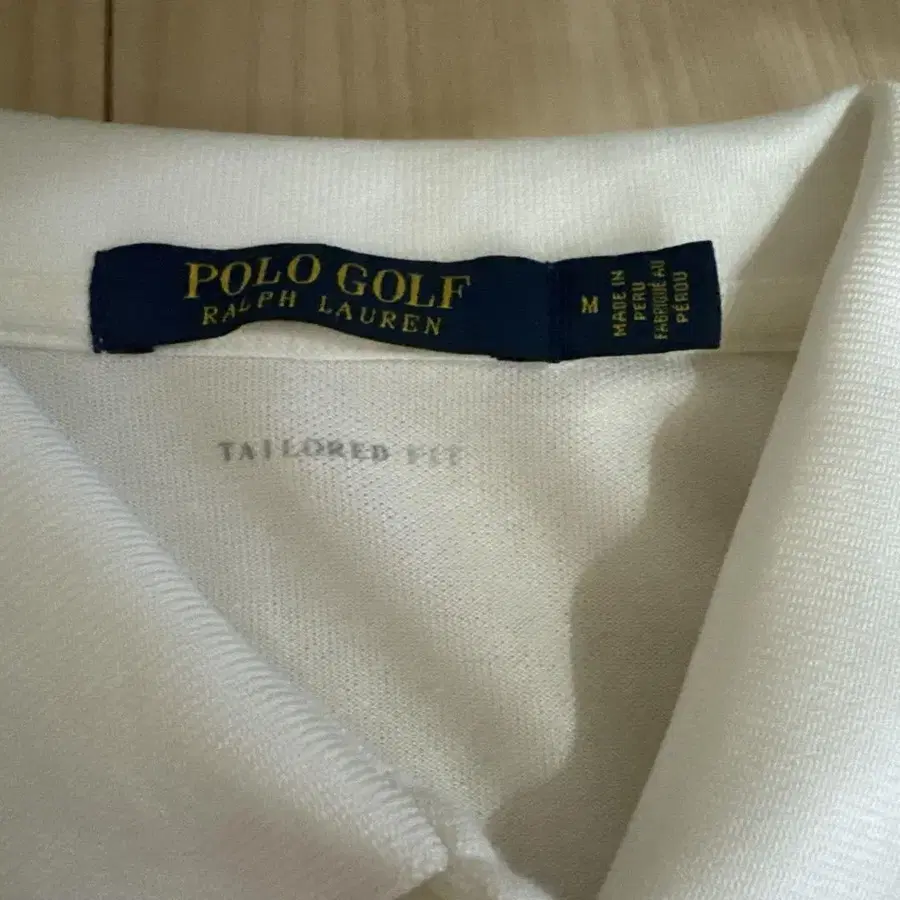 POLO GOLF
RALPH LAUREN
M
MADE IN
PERU
FABRIQUÉ AU
PÉROU
TAILORED FIT